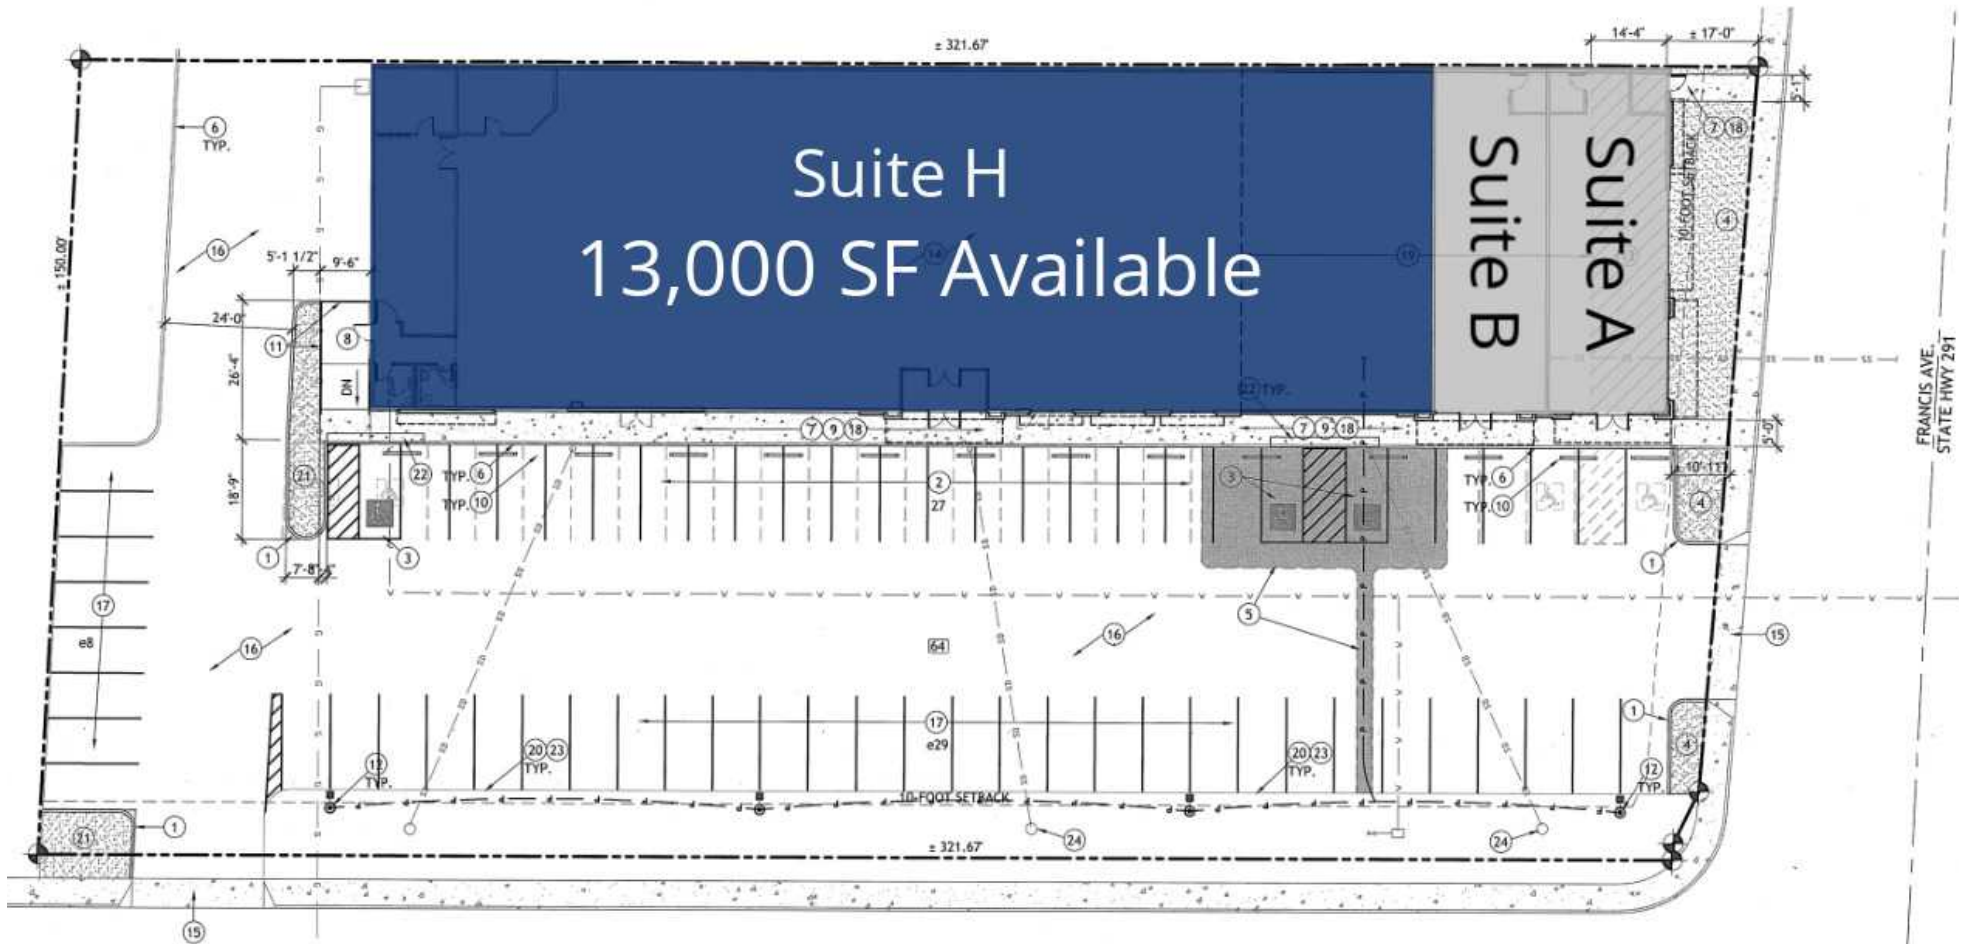 ± 321.67'
14'-4"
± 17'-0"
5'-1"
6
TYP.
Suite H
13,000 SF Available
Suite B
Suite A
7 18
10-FOOT SETBACK
4
± 150.00'
16
5'-1 1/2"
9'-6"
14
19
24'-0"
11
8
26'-4"
DN
22 TYP.
FRANCIS AVE.
STATE HWY 291
7 9 18
7 9 18
5'-0"
18'-9"
21
22
TYP. 6
TYP. 10
2
27
3
TYP. 6
TYP. 10
± 10'-11"
4
1
7'-8"
3
1
17
e8
16
64
16
5
15
1
17
e29
4
12
TYP.
20 23
TYP.
20 23
TYP.
12
TYP.
10-FOOT SETBACK
21
1
24
24
± 321.67'
15